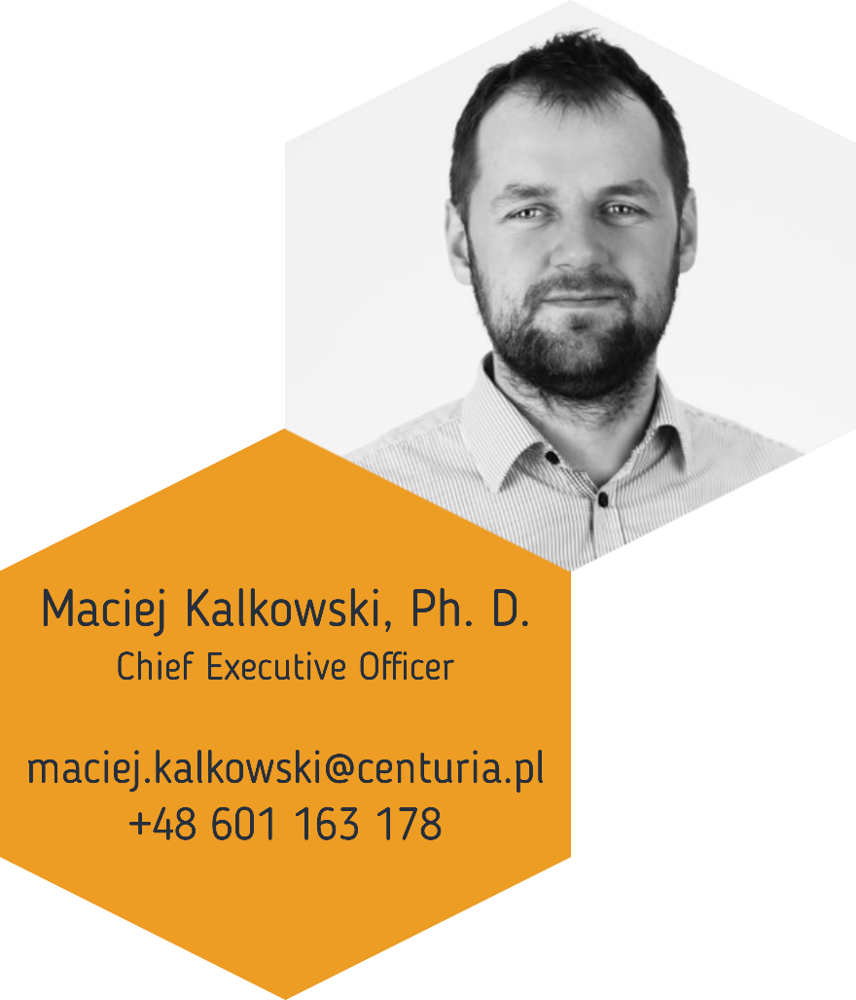 Maciej Kalkowski, Ph. D.
Chief Executive Officer
maciej.kalkowski@centuria.pl
+48 601 163 178